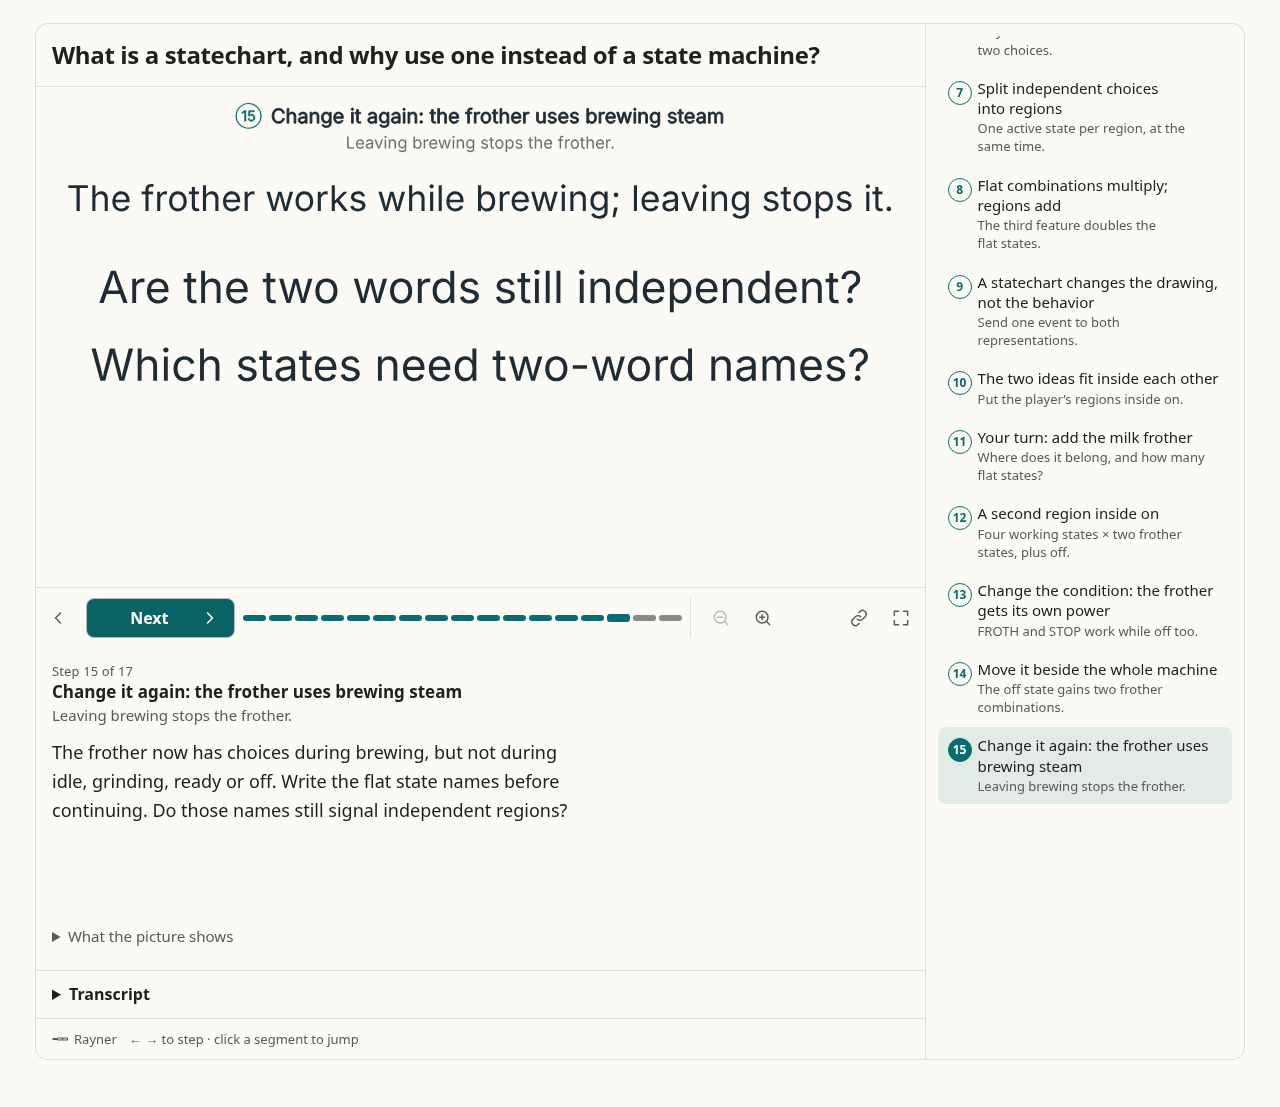 What is a statechart, and why use one instead of a state machine?
15 Change it again: the frother uses brewing steam
Leaving brewing stops the frother.
The frother works while brewing; leaving stops it.
Are the two words still independent?
Which states need two-word names?
Next
Step 15 of 17
Change it again: the frother uses brewing steam
Leaving brewing stops the frother.
The frother now has choices during brewing, but not during
idle, grinding, ready or off. Write the flat state names before
continuing. Do those names still signal independent regions?
▶ What the picture shows
▶ Transcript
Rayner ← → to step · click a segment to jump
two choices.
7 Split independent choices
into regions
One active state per region, at the
same time.
8 Flat combinations multiply;
regions add
The third feature doubles the
flat states.
9 A statechart changes the drawing,
not the behavior
Send one event to both
representations.
10 The two ideas fit inside each other
Put the player's regions inside on.
11 Your turn: add the milk frother
Where does it belong, and how many
flat states?
12 A second region inside on
Four working states × two frother
states, plus off.
13 Change the condition: the frother
gets its own power
FROTH and STOP work while off too.
14 Move it beside the whole machine
The off state gains two frother
combinations.
15 Change it again: the frother uses
brewing steam
Leaving brewing stops the frother.